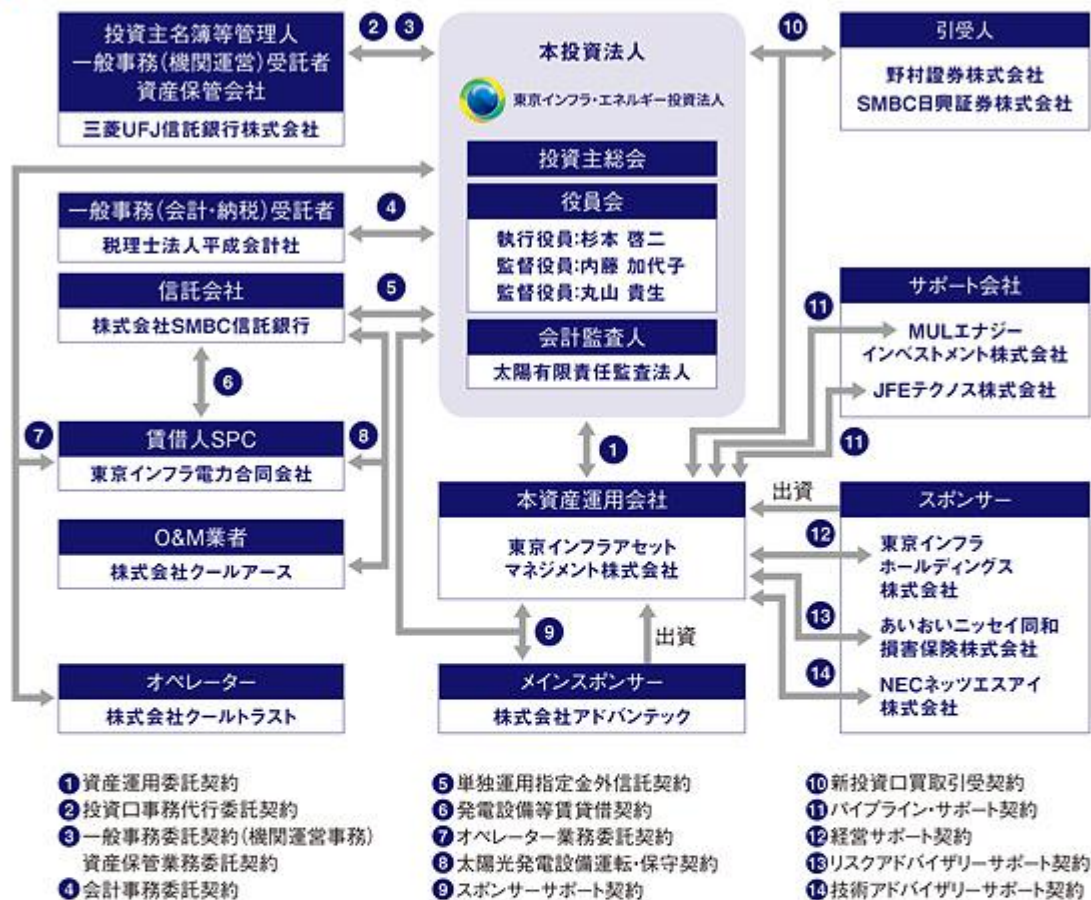 投資主名簿等管理人
一般事務(機関運営)受託者
資産保管会社
三菱UFJ信託銀行株式会社
2 3
本投資法人
東京インフラ・エネルギー投資法人
10
引受人
野村證券株式会社
SMBC日興証券株式会社
投資主総会
役員会
執行役員:杉本 啓二
監督役員:内藤 加代子
監督役員:丸山 貴生
会計監査人
太陽有限責任監査法人
一般事務(会計・納税)受託者
税理士法人平成会計社
4
信託会社
株式会社SMBC信託銀行
5
6
サポート会社
MULエナジー
インベストメント株式会社
JFEテクノス株式会社
11
11
7
賃借人SPC
東京インフラ電力合同会社
8
1
O&M業者
株式会社クールアース
本資産運用会社
東京インフラアセット
マネジメント株式会社
出資
スポンサー
東京インフラ
ホールディングス
株式会社
あいおいニッセイ同和
損害保険株式会社
NECネッツエスアイ
株式会社
12
13
14
9
出資
オペレーター
株式会社クールトラスト
メインスポンサー
株式会社アドバンテック
1 資産運用委託契約
2 投資口事務代行委託契約
3 一般事務委託契約(機関運営事務)
資産保管業務委託契約
4 会計事務委託契約
5 単独運用指定金外信託契約
6 発電設備等賃貸借契約
7 オペレーター業務委託契約
8 太陽光発電設備運転・保守契約
9 スポンサーサポート契約
10 新投資口買取引受契約
11 パイプライン・サポート契約
12 経営サポート契約
13 リスクアドバイザリーサポート契約
14 技術アドバイザリーサポート契約